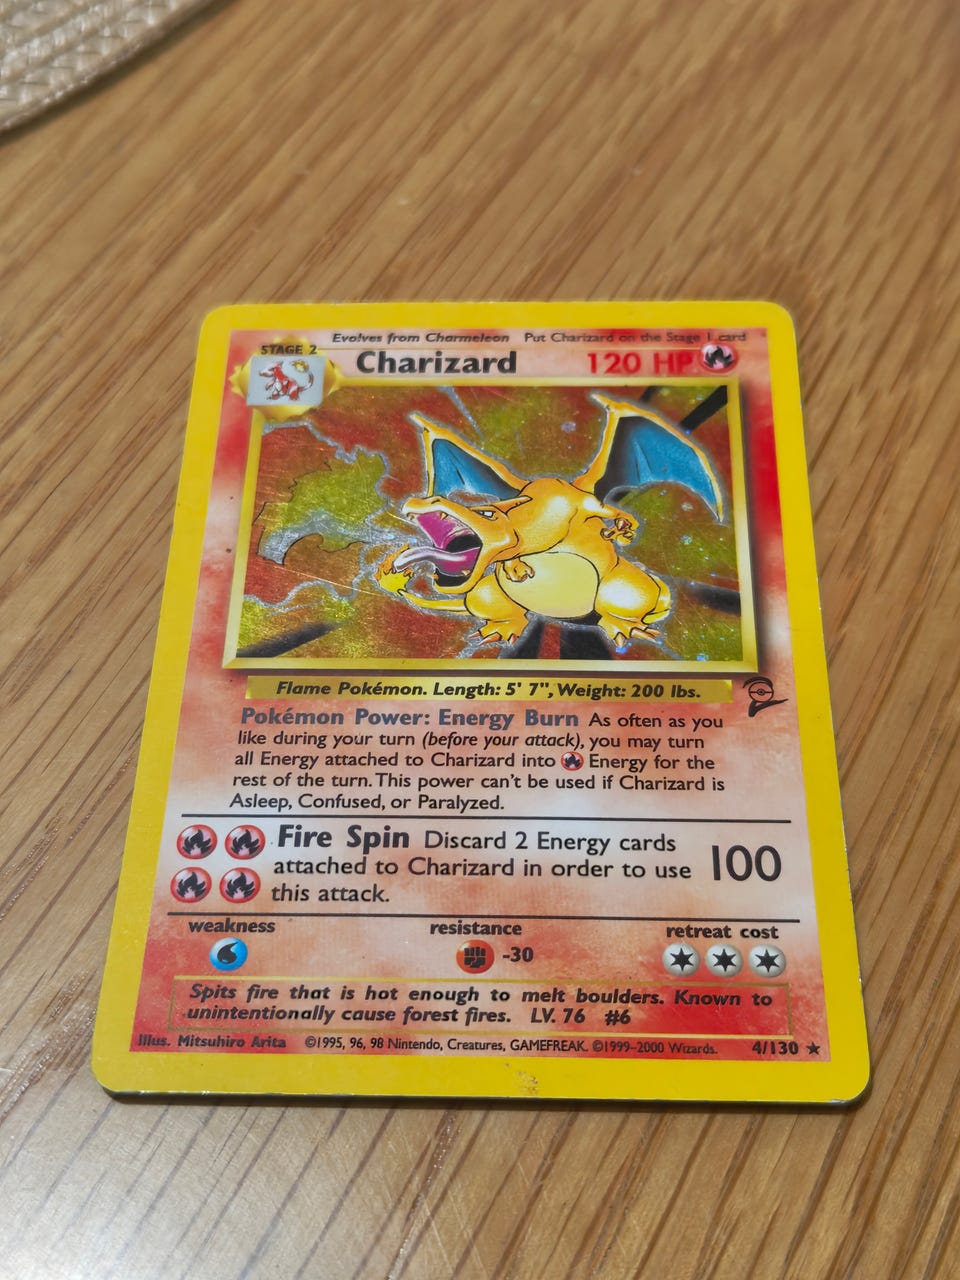 Evolves from Charmeleon Put Charizard on the Stage 1 card
STAGE 2
Charizard 120 HP
Flame Pokémon. Length: 5' 7", Weight: 200 lbs.
Pokémon Power: Energy Burn As often as you
like during your turn (before your attack), you may turn
all Energy attached to Charizard into Energy for the
rest of the turn. This power can't be used if Charizard is
Asleep, Confused, or Paralyzed.
Fire Spin Discard 2 Energy cards
attached to Charizard in order to use 100
this attack.
weakness resistance retreat cost
-30
Spits fire that is hot enough to melt boulders. Known to
unintentionally cause forest fires. LV. 76 #6
Illus. Mitsuhiro Arita ©1995, 96, 98 Nintendo, Creatures, GAMEFREAK. ©1999-2000 Wizards. 4/130 ★